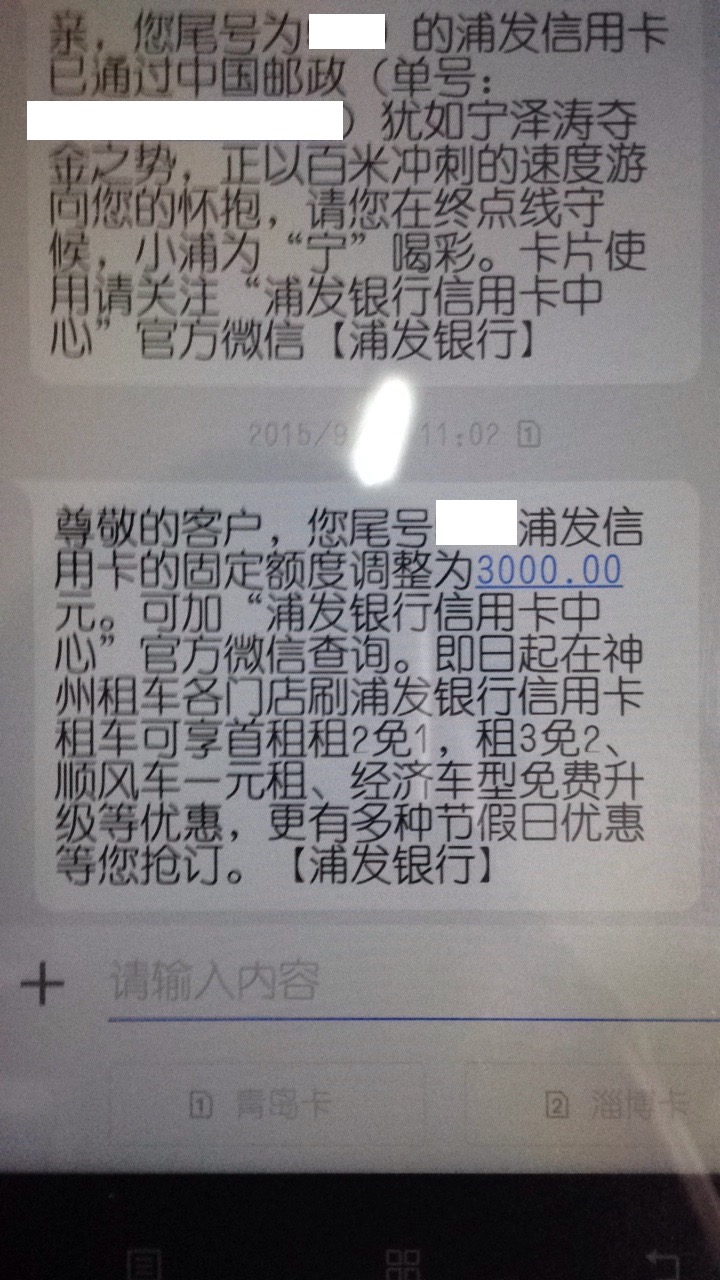 亲，您尾号为 的浦发信用卡
已通过中国邮政（单号：
）犹如宁泽涛夺
金之势，正以百米冲刺的速度游
向您的怀抱，请您在终点线守
候，小浦为“宁”喝彩。卡片使
用请关注“浦发银行信用卡中
心”官方微信【浦发银行】
2015/9 11:02 1
尊敬的客户，您尾号 浦发信
用卡的固定额度调整为3000.00
元。可加“浦发银行信用卡中
心”官方微信查询。即日起在神
州租车各门店刷浦发银行信用卡
租车可享首租租2免1，租3免2、
顺风车一元租、经济车型免费升
级等优惠，更有多种节假日优惠
等您抢订。【浦发银行】
请输入内容
1 青岛卡 2 淄博卡